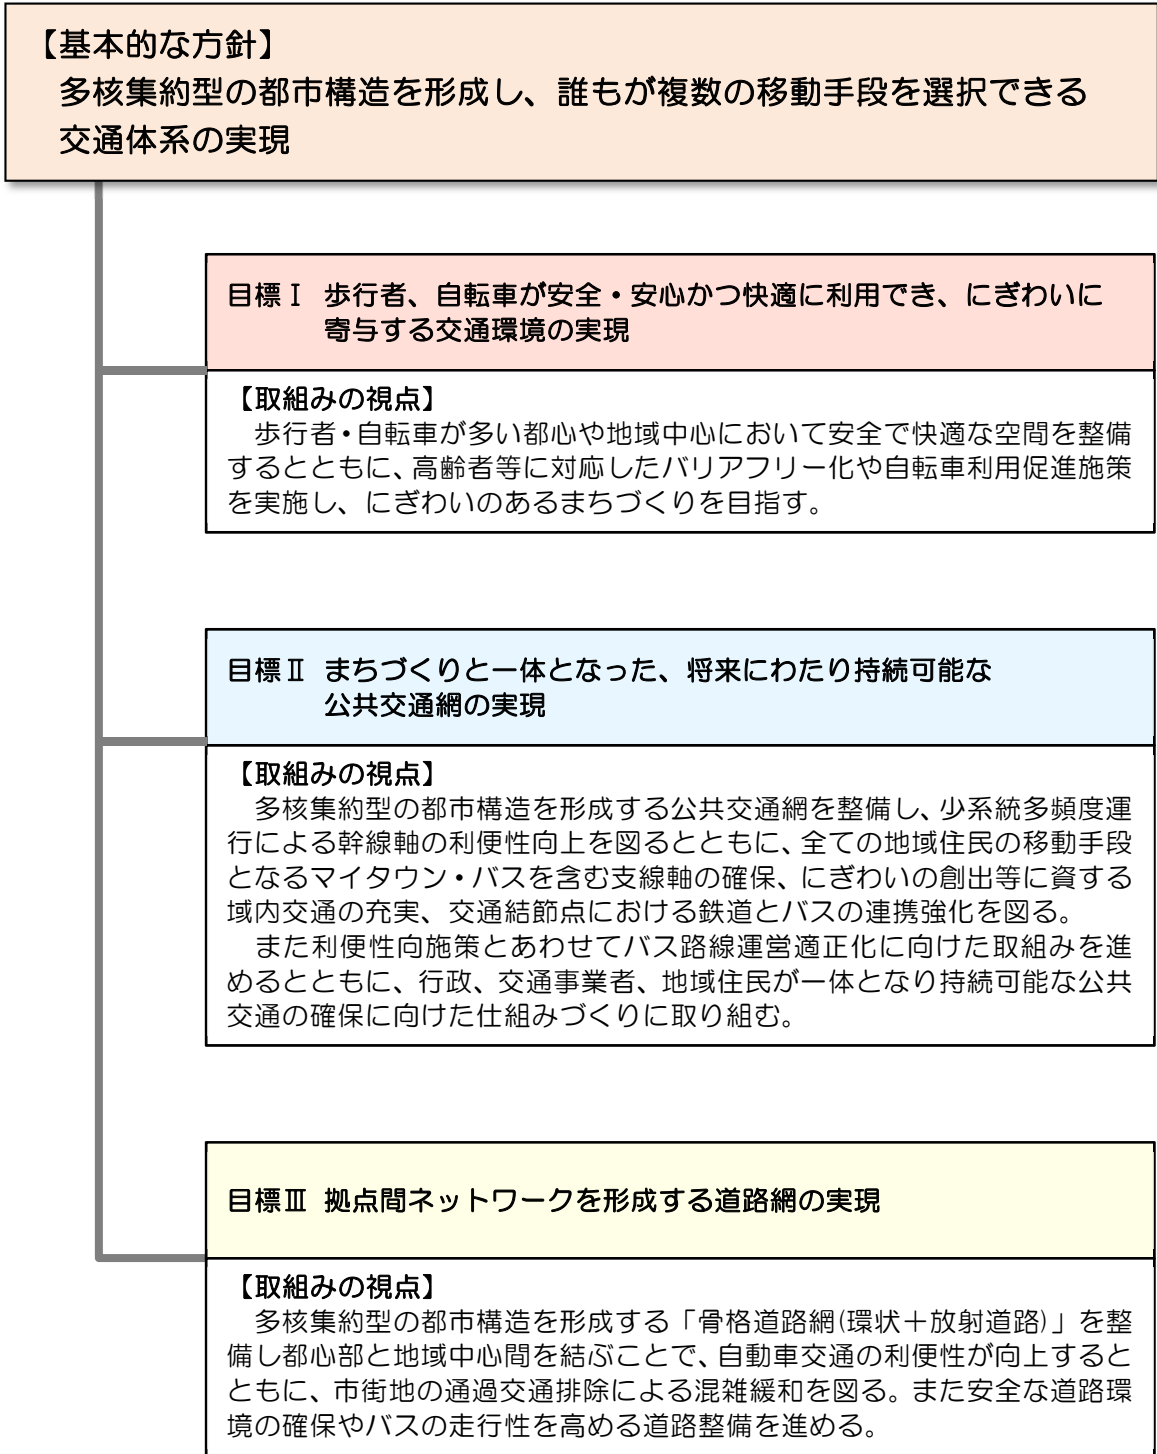 【基本的な方針】
多核集約型の都市構造を形成し、誰もが複数の移動手段を選択できる
交通体系の実現
目標Ⅰ 歩行者、自転車が安全・安心かつ快適に利用でき、にぎわいに
寄与する交通環境の実現
【取組みの視点】
歩行者・自転車が多い都心や地域中心において安全で快適な空間を整備
するとともに、高齢者等に対応したバリアフリー化や自転車利用促進施策
を実施し、にぎわいのあるまちづくりを目指す。
目標Ⅱ まちづくりと一体となった、将来にわたり持続可能な
公共交通網の実現
【取組みの視点】
多核集約型の都市構造を形成する公共交通網を整備し、少系統多頻度運
行による幹線軸の利便性向上を図るとともに、全ての地域住民の移動手段
となるマイタウン・バスを含む支線軸の確保、にぎわいの創出等に資する
域内交通の充実、交通結節点における鉄道とバスの連携強化を図る。
また利便性向施策とあわせてバス路線運営適正化に向けた取組みを進
めるとともに、行政、交通事業者、地域住民が一体となり持続可能な公共
交通の確保に向けた仕組みづくりに取り組む。
目標Ⅲ 拠点間ネットワークを形成する道路網の実現
【取組みの視点】
多核集約型の都市構造を形成する「骨格道路網(環状＋放射道路)」を整
備し都心部と地域中心間を結ぶことで、自動車交通の利便性が向上すると
ともに、市街地の通過交通排除による混雑緩和を図る。また安全な道路環
境の確保やバスの走行性を高める道路整備を進める。